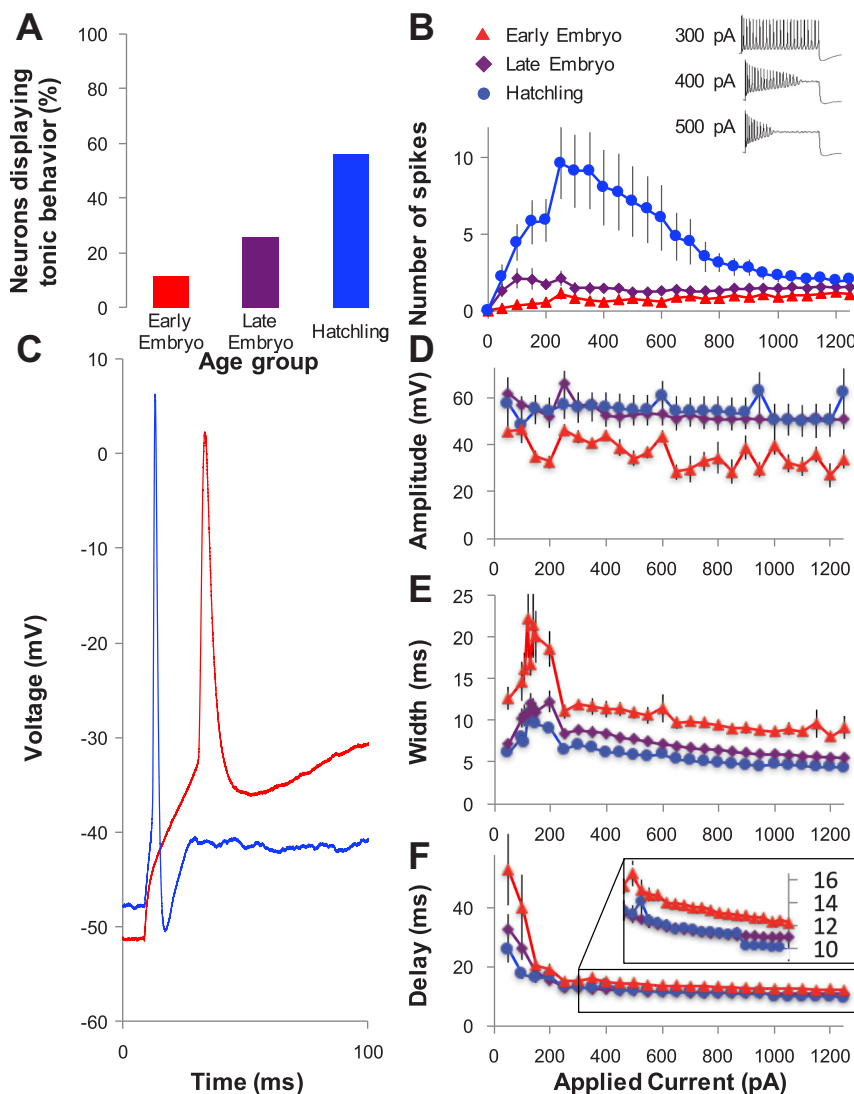 A
Neurons displaying
tonic behavior (%)
100
80
60
40
20
0
Early
Embryo
Late
Embryo
Hatchling
Age group
B
Early Embryo
Late Embryo
Hatchling
300 pA
400 pA
500 pA
Number of spikes
10
5
0
0 200 400 600 800 1000 1200
C
Voltage (mV)
10
0
-10
-20
-30
-40
-50
-60
0 100
Time (ms)
D
Amplitude (mV)
60
40
20
0
0 200 400 600 800 1000 1200
E
Width (ms)
25
20
15
10
5
0
0 200 400 600 800 1000 1200
F
Delay (ms)
40
20
0
16
14
12
10
0 200 400 600 800 1000 1200
Applied Current (pA)